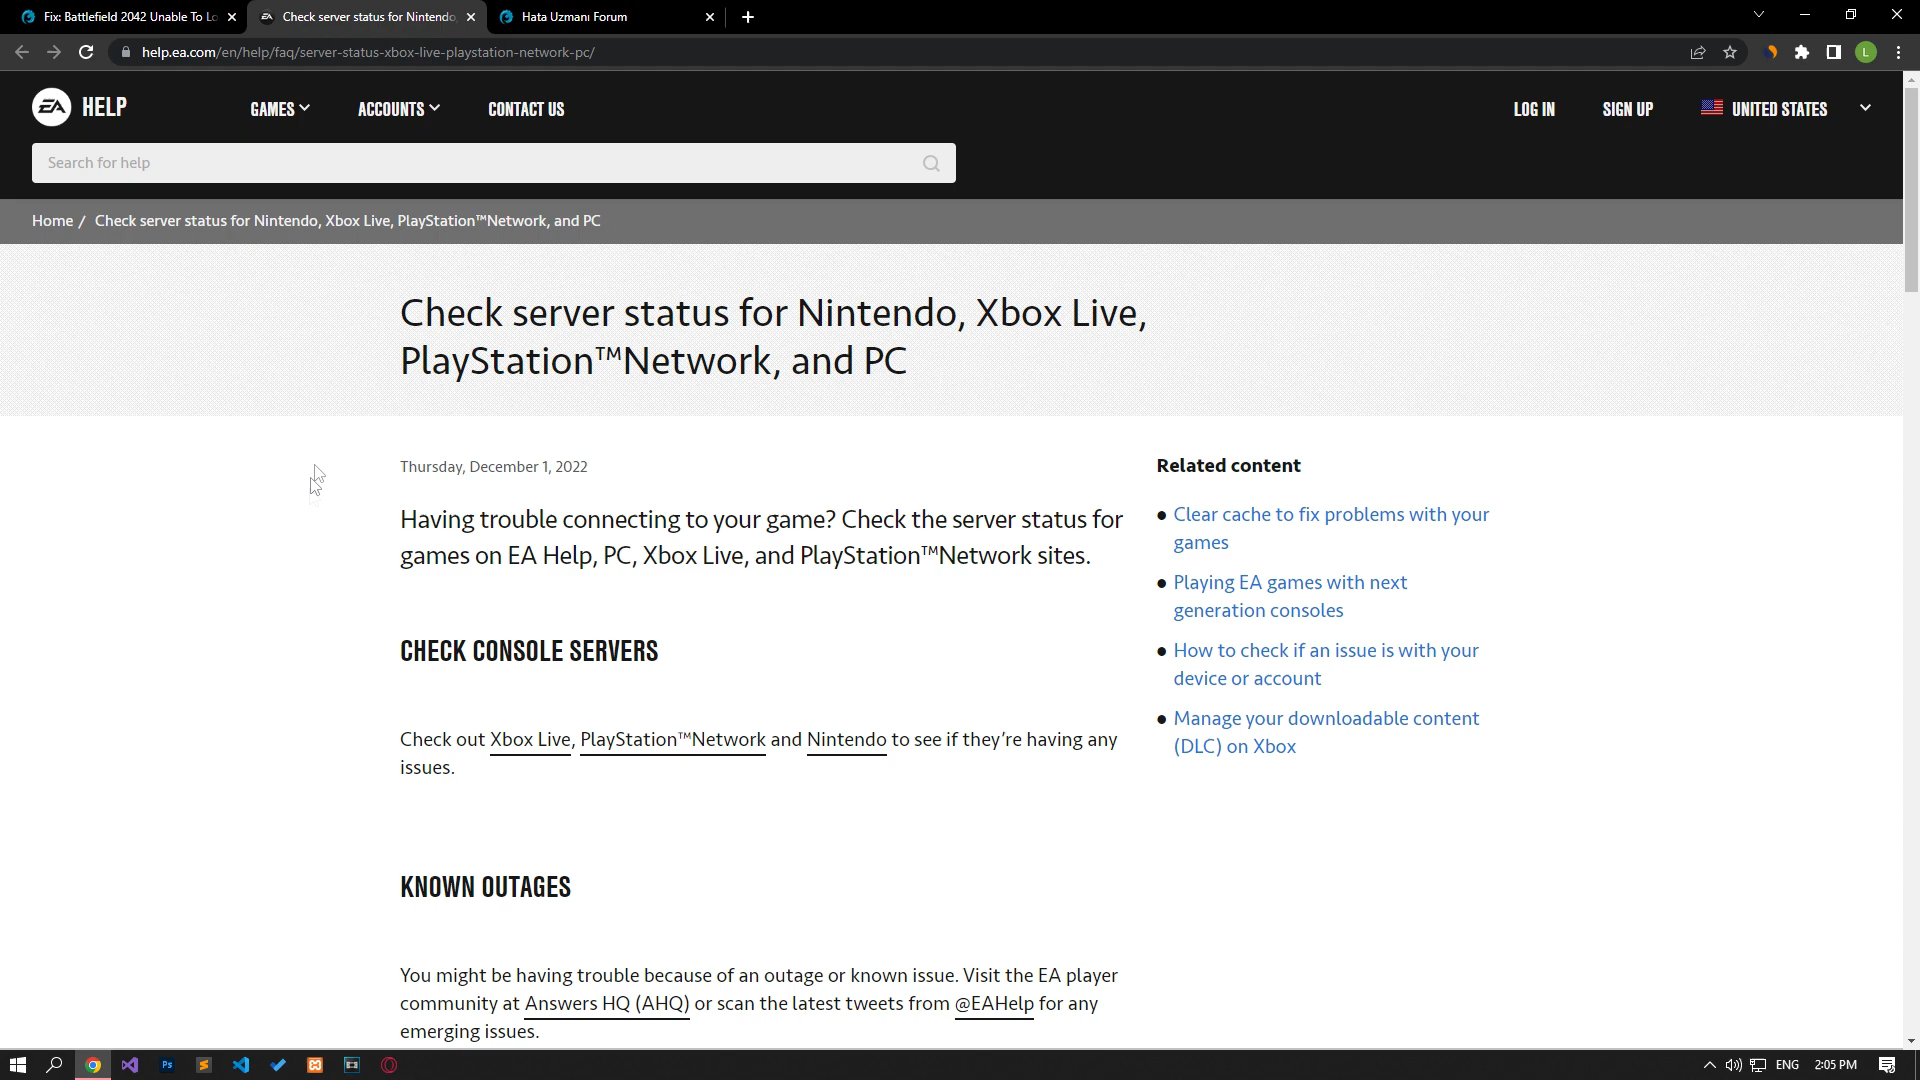 Fix: Battlefield 2042 Unable To Lo
Check server status for Nintendo,
Hata Uzmanı Forum
help.ea.com/en/help/faq/server-status-xbox-live-playstation-network-pc/
L
EA HELP
GAMES
ACCOUNTS
CONTACT US
LOG IN
SIGN UP
UNITED STATES
Search for help
Home / Check server status for Nintendo, Xbox Live, PlayStation™Network, and PC
Check server status for Nintendo, Xbox Live,
PlayStation™Network, and PC
Thursday, December 1, 2022
Having trouble connecting to your game? Check the server status for
games on EA Help, PC, Xbox Live, and PlayStation™Network sites.
CHECK CONSOLE SERVERS
Check out Xbox Live, PlayStation™Network and Nintendo to see if they’re having any
issues.
KNOWN OUTAGES
You might be having trouble because of an outage or known issue. Visit the EA player
community at Answers HQ (AHQ) or scan the latest tweets from @EAHelp for any
emerging issues.
Related content
● Clear cache to fix problems with your
games
● Playing EA games with next
generation consoles
● How to check if an issue is with your
device or account
● Manage your downloadable content
(DLC) on Xbox
Ps
ENG
2:05 PM